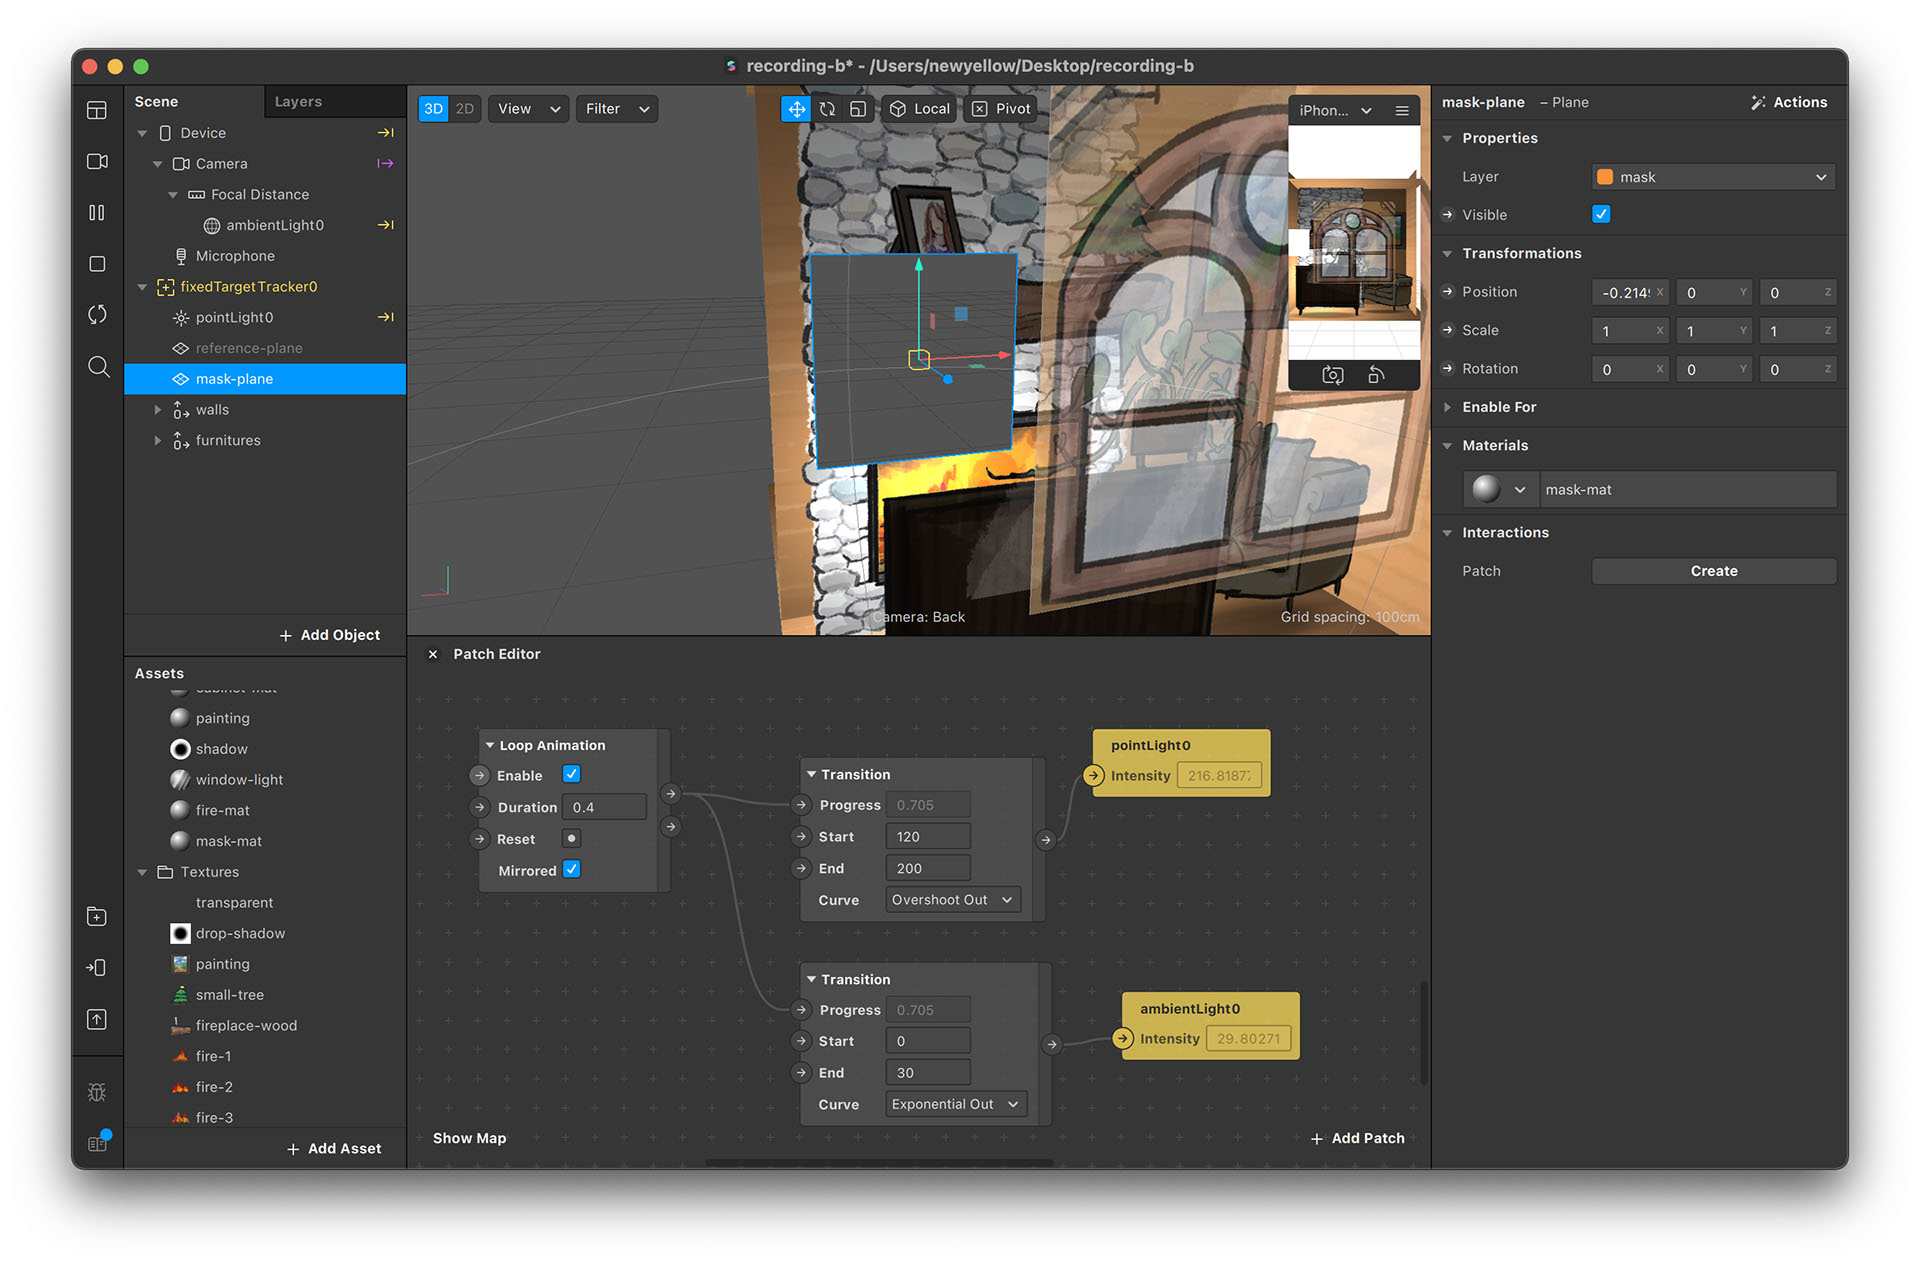 recording-b* - /Users/newyellow/Desktop/recording-b
Scene
Layers
Device
Camera
Focal Distance
ambientLight0
Microphone
fixedTargetTracker0
pointLight0
reference-plane
mask-plane
walls
furnitures
+ Add Object
Assets
painting
shadow
window-light
fire-mat
mask-mat
Textures
transparent
drop-shadow
painting
small-tree
fireplace-wood
fire-1
fire-2
fire-3
+ Add Asset
3D 2D View Filter
Local Pivot
iPhon...
Camera: Back
Grid spacing: 100cm
× Patch Editor
Loop Animation
Enable
Duration 0.4
Reset
Mirrored
Transition
Progress 0.705
Start 120
End 200
Curve Overshoot Out
pointLight0
Intensity 216.81877
Transition
Progress 0.705
Start 0
End 30
Curve Exponential Out
ambientLight0
Intensity 29.80271
Show Map
+ Add Patch
mask-plane – Plane
Actions
Properties
Layer mask
Visible
Transformations
Position -0.214 X 0 Y 0 Z
Scale 1 X 1 Y 1 Z
Rotation 0 X 0 Y 0 Z
Enable For
Materials
mask-mat
Interactions
Patch Create